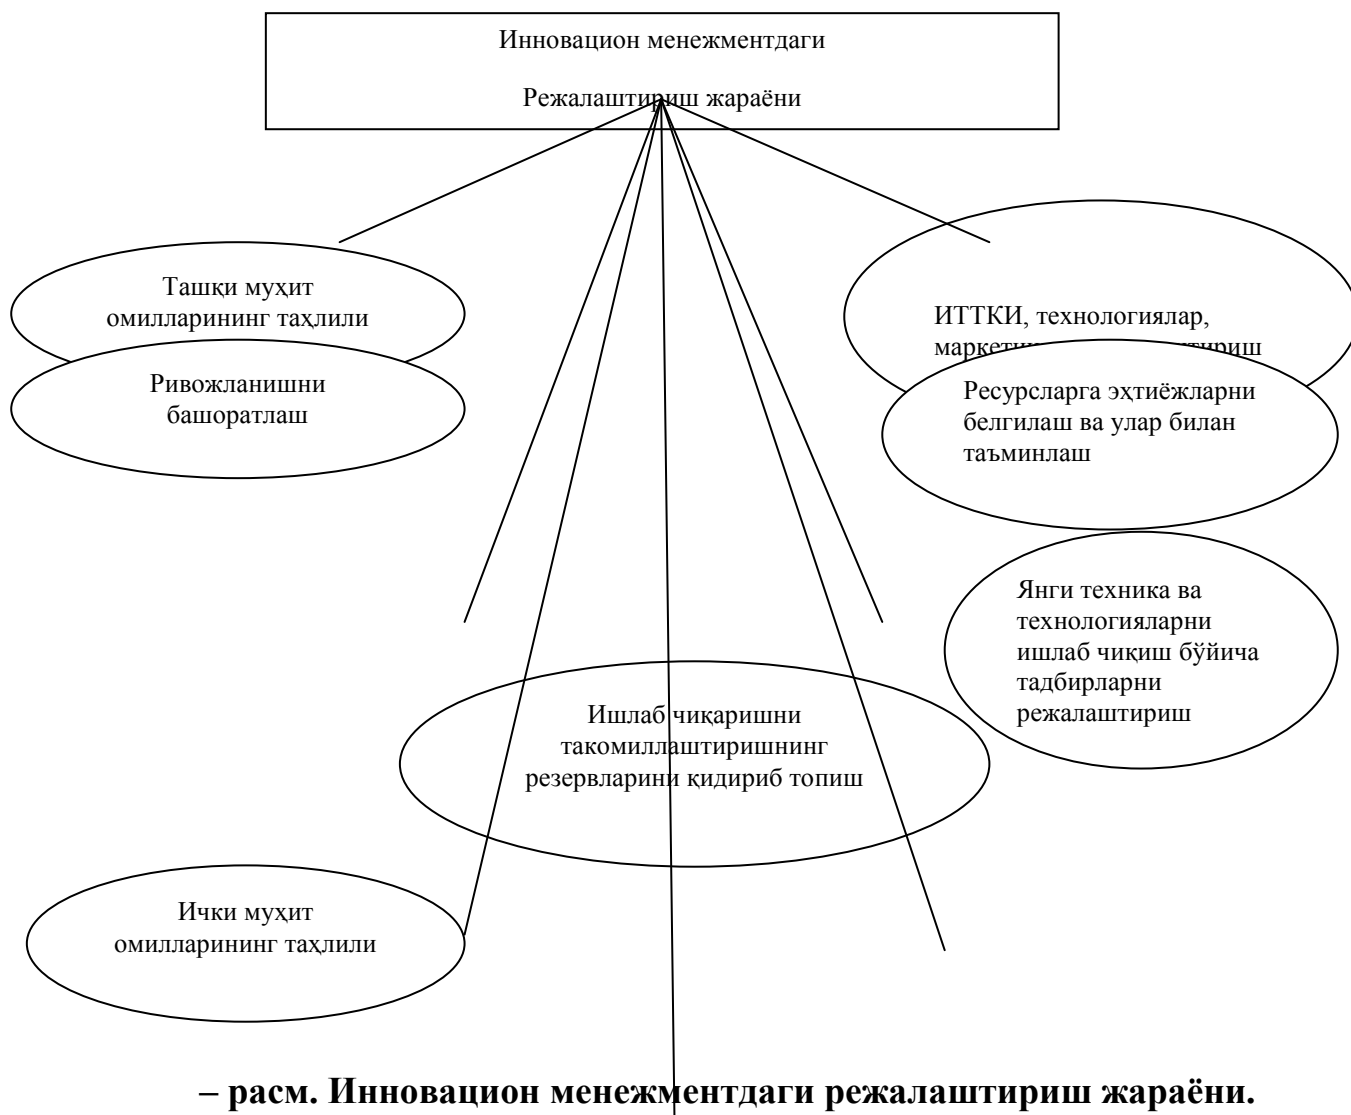 Инновацион менежментдаги
Режалаштириш жараёни
Ташқи муҳит
омилларининг таҳлили
Ривожланишни
башоратлаш
ИТТКИ, технологиялар,
Ресурсларга эҳтиёжларни
белгилаш ва улар билан
таъминлаш
Янги техника ва
технологияларни
ишлаб чиқиш бўйича
тадбирларни
режалаштириш
Ишлаб чиқаришни
такомиллаштиришнинг
резервларини қидириб топиш
Ички муҳит
омилларининг таҳлили
– расм. Инновацион менежментдаги режалаштириш жараёни.